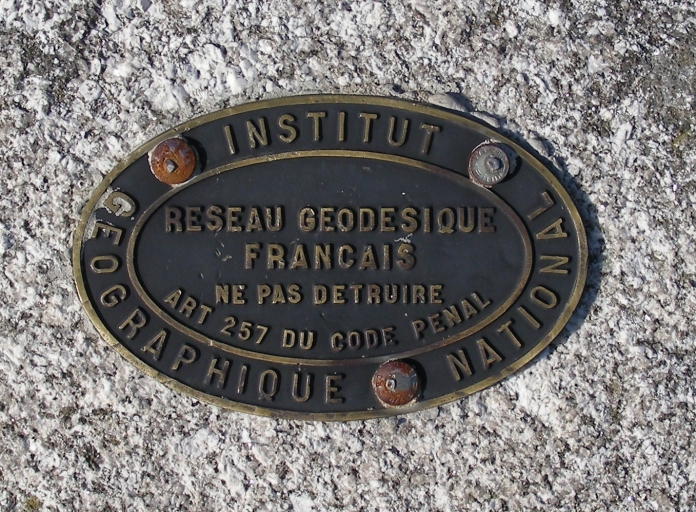 INSTITUT
GEOGRAPHIQUE
NATIONAL
RESEAU GEODESIQUE
FRANCAIS
NE PAS DETRUIRE
ART 257 DU CODE PENAL